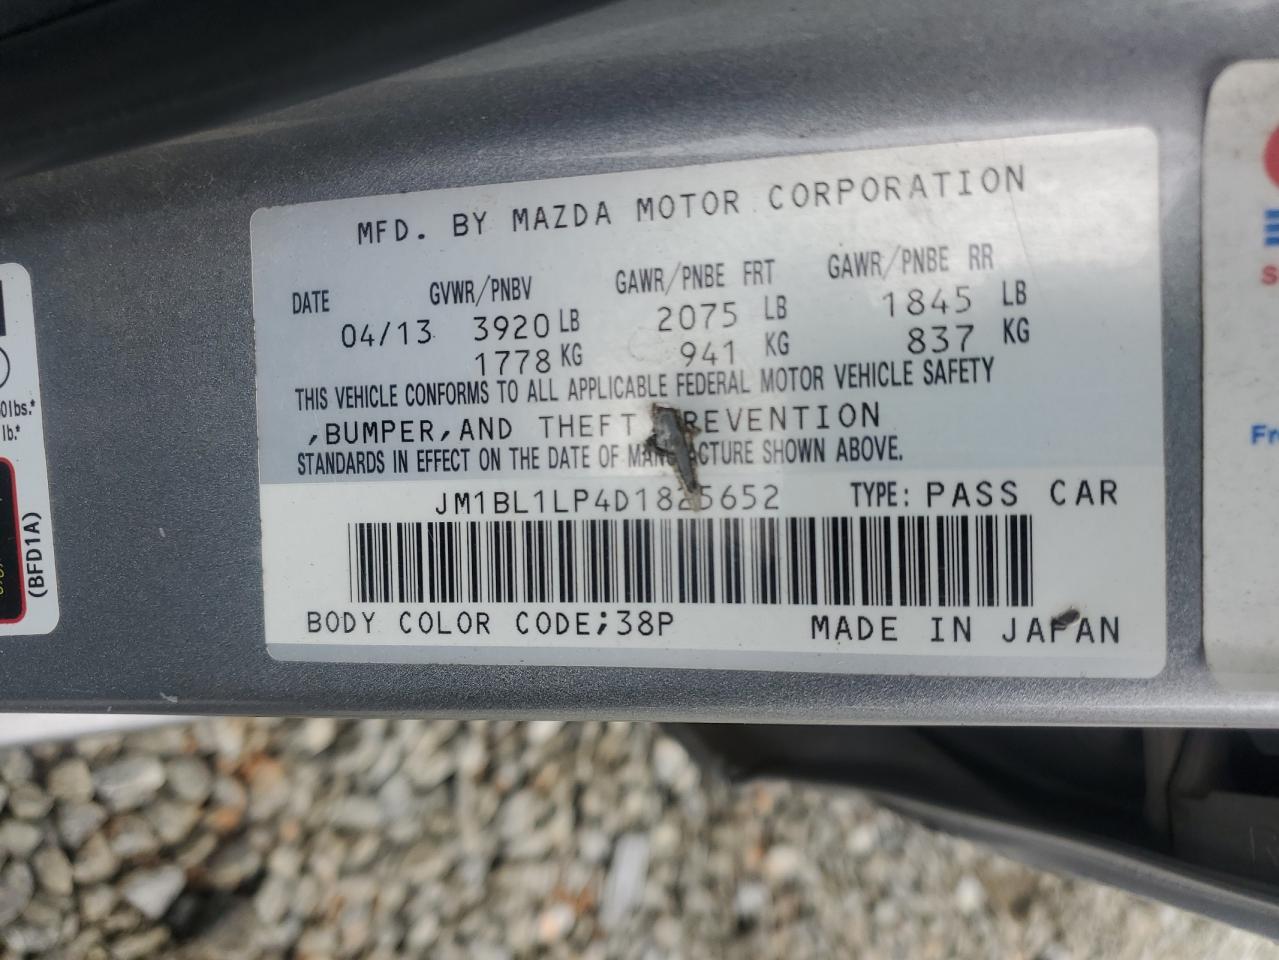 MFD. BY MAZDA MOTOR CORPORATION
DATE GVWR/PNBV GAWR/PNBE FRT GAWR/PNBE RR
04/13 3920 LB 2075 LB 1845 LB
1778 KG 941 KG 837 KG
THIS VEHICLE CONFORMS TO ALL APPLICABLE FEDERAL MOTOR VEHICLE SAFETY
,BUMPER,AND THEFT PREVENTION
STANDARDS IN EFFECT ON THE DATE OF MANUFACTURE SHOWN ABOVE.
JM1BL1LP4D1825652 TYPE: PASS CAR
BODY COLOR CODE;38P MADE IN JAPAN
0lbs.*
lb.*
(BFD1A)
S
Fr